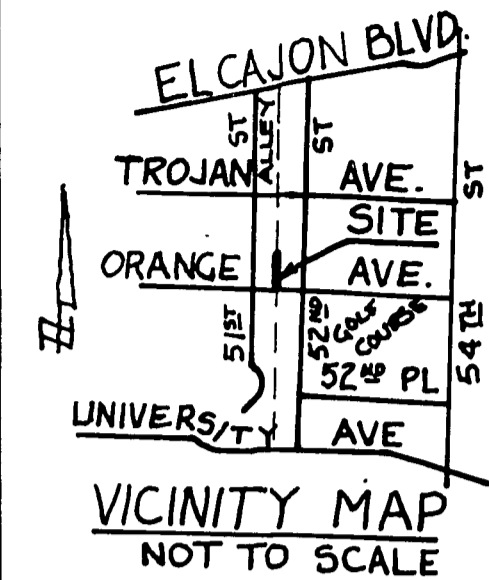 EL CAJON BLVD.
ST
ALLEY
ST
TROJAN AVE.
ST
SITE
ORANGE AVE.
51ST
52ND
GOLF
COURSE
54TH
52ND PL
UNIVERSITY AVE
VICINITY MAP
NOT TO SCALE